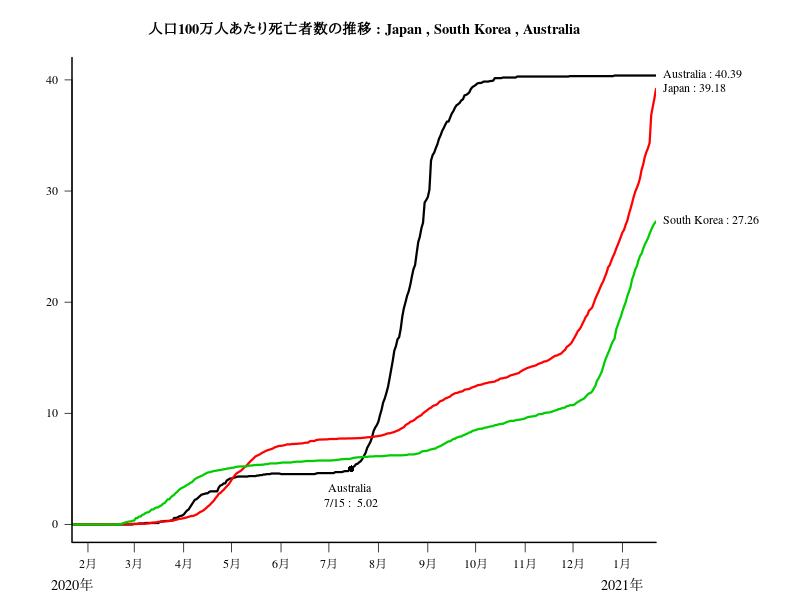 人口100万人あたり死亡者数の推移 : Japan , South Korea , Australia
40
30
20
10
0
Australia : 40.39
Japan : 39.18
South Korea : 27.26
Australia
7/15 : 5.02
2月 3月 4月 5月 6月 7月 8月 9月 10月 11月 12月 1月
2020年 2021年